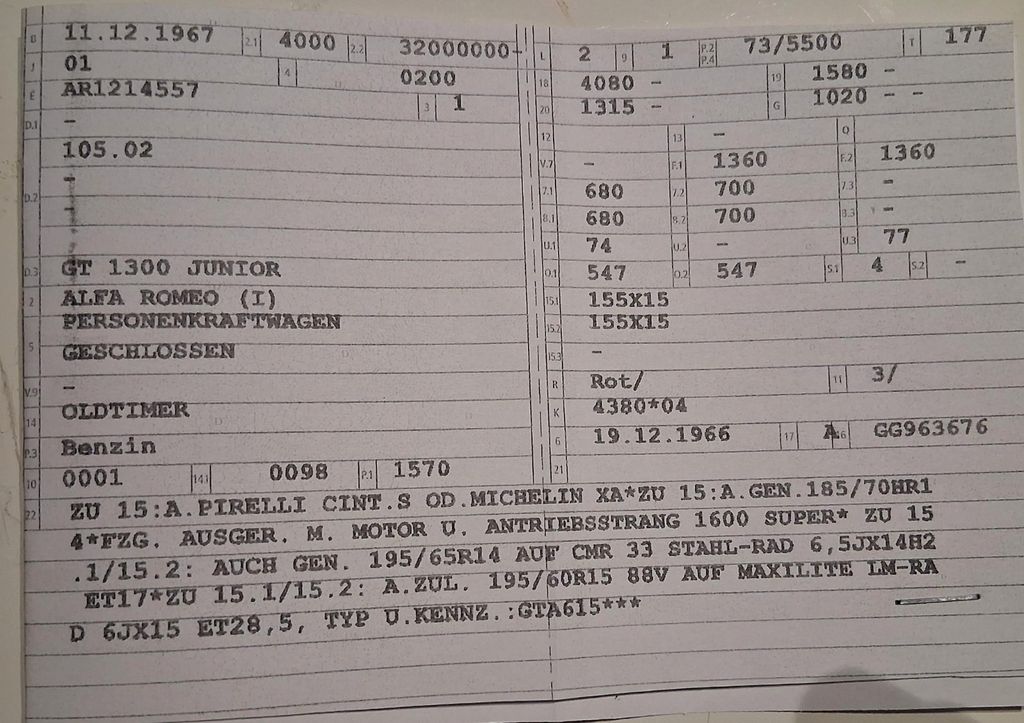 B 11.12.1967 2.1 4000 2.2 32000000-
J 01 4 0200
E AR1214557 3 1
D.1 -
105.02
D.2 -
-
D.3 GT 1300 JUNIOR
2 ALFA ROMEO (I)
PERSONENKRAFTWAGEN
5 GESCHLOSSEN
V.9 -
14 OLDTIMER
P.3 Benzin
10 0001 14.1 0098 P.1 1570
L 2 9 1 P.2 P.4 73/5500 T 177
18 4080 - 19 1580 -
20 1315 - G 1020 - -
12 13 - Q
V.7 - F.1 1360 F.2 1360
7.1 680 7.2 700 7.3 -
8.1 680 8.2 700 8.3 -
U.1 74 U.2 - U.3 77
O.1 547 O.2 547 S.1 4 S.2 -
15.1 155X15
15.2 155X15
15.3 -
R Rot/ 11 3/
K 4380*04
6 19.12.1966 17 A 16 GG963676
21
22 ZU 15:A.PIRELLI CINT.S OD.MICHELIN XA*ZU 15:A.GEN.185/70HR1
4*FZG. AUSGER. M. MOTOR U. ANTRIEBSSTRANG 1600 SUPER* ZU 15
.1/15.2: AUCH GEN. 195/65R14 AUF CMR 33 STAHL-RAD 6,5JX14H2
ET17*ZU 15.1/15.2: A.ZUL. 195/60R15 88V AUF MAXILITE LM-RA
D 6JX15 ET28,5, TYP U.KENNZ.:GTA615***